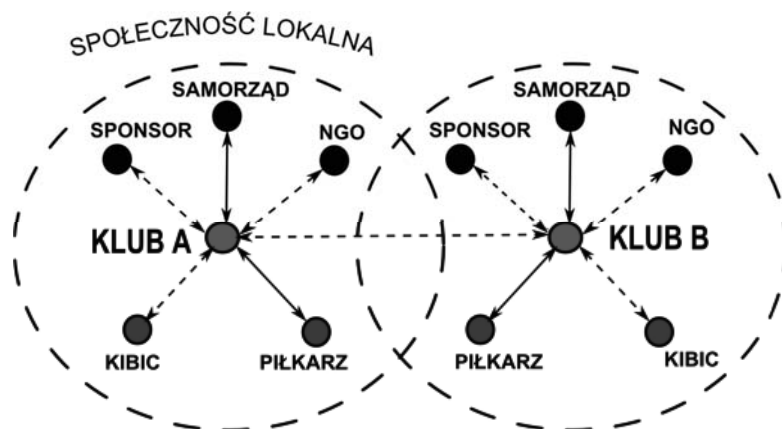 SPOŁECZNOŚĆ LOKALNA
SAMORZĄD
SPONSOR
NGO
KLUB A
KIBIC
PIŁKARZ
SAMORZĄD
SPONSOR
NGO
KLUB B
PIŁKARZ
KIBIC